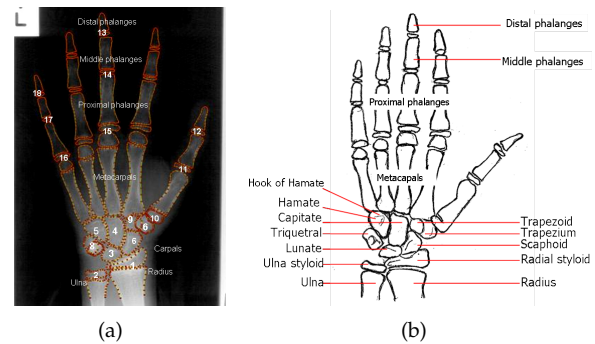 L
Distal phalanges
13
Middle phalanges
14
18
Proximal phalanges
17
12
15
16
11
Metacarpals
9
10
5
4
6
8
3
6
Carpals
2
1
Radius
Ulna
(a)
Distal phalanges
Middle phalanges
Proximal phalanges
Metacapals
Hook of Hamate
Hamate
Capitate
Triquetral
Lunate
Ulna styloid
Ulna
Trapezoid
Trapezium
Scaphoid
Radial styloid
Radius
(b)